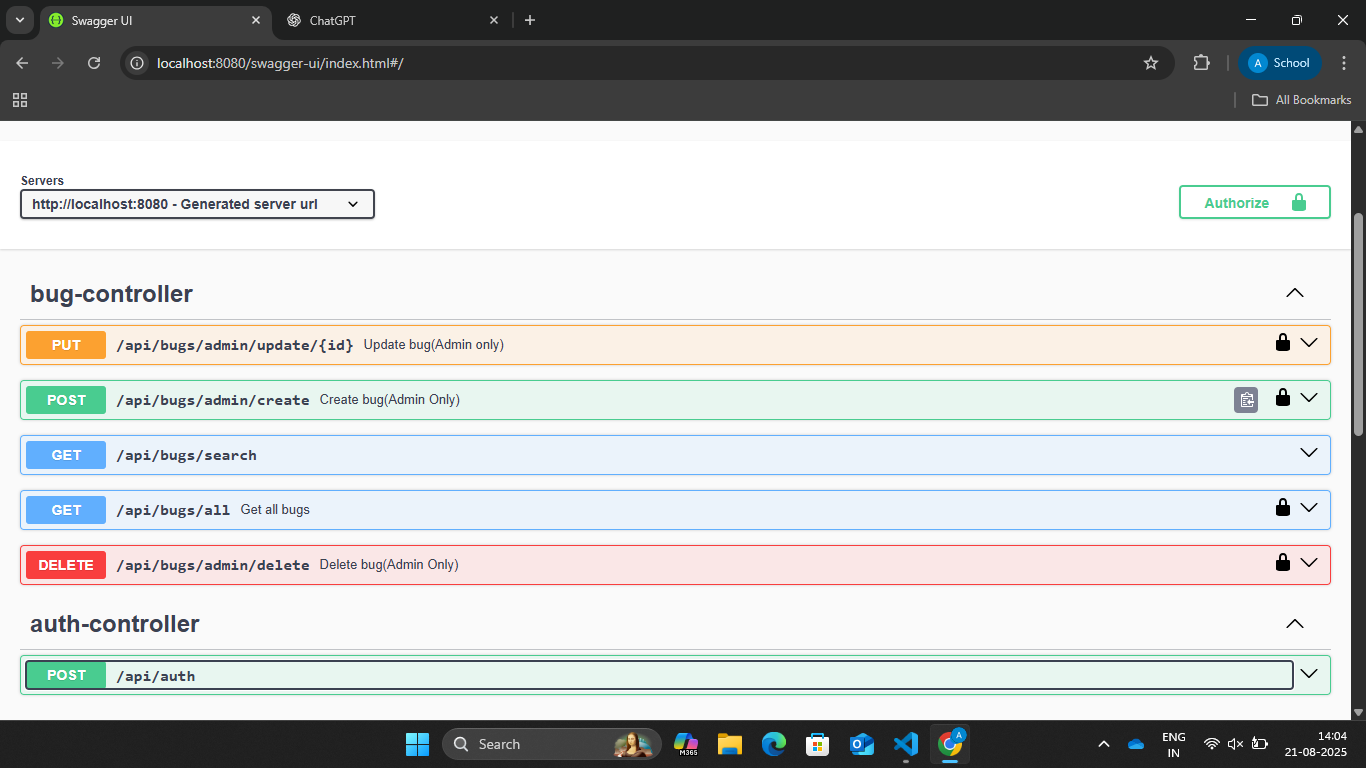 Swagger UI
ChatGPT
localhost:8080/swagger-ui/index.html#/
A School
All Bookmarks
Servers
http://localhost:8080 - Generated server url
Authorize
bug-controller
PUT /api/bugs/admin/update/{id} Update bug(Admin only)
POST /api/bugs/admin/create Create bug(Admin Only)
GET /api/bugs/search
GET /api/bugs/all Get all bugs
DELETE /api/bugs/admin/delete Delete bug(Admin Only)
auth-controller
POST /api/auth
Search
M365
A
ENG
IN
14:04
21-08-2025